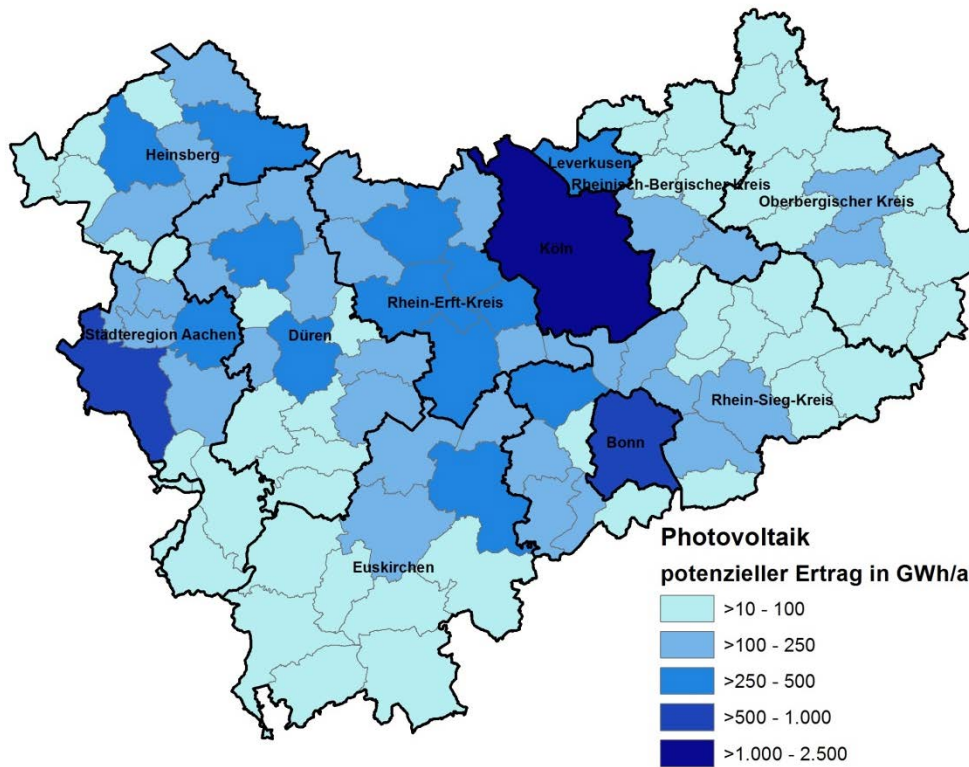 Heinsberg
Leverkusen
Rheinisch-Bergischer Kreis
Oberbergischer Kreis
Köln
Rhein-Erft-Kreis
Städteregion Aachen
Düren
Rhein-Sieg-Kreis
Bonn
Euskirchen
Photovoltaik
potenzieller Ertrag in GWh/a
>10 - 100
>100 - 250
>250 - 500
>500 - 1.000
>1.000 - 2.500